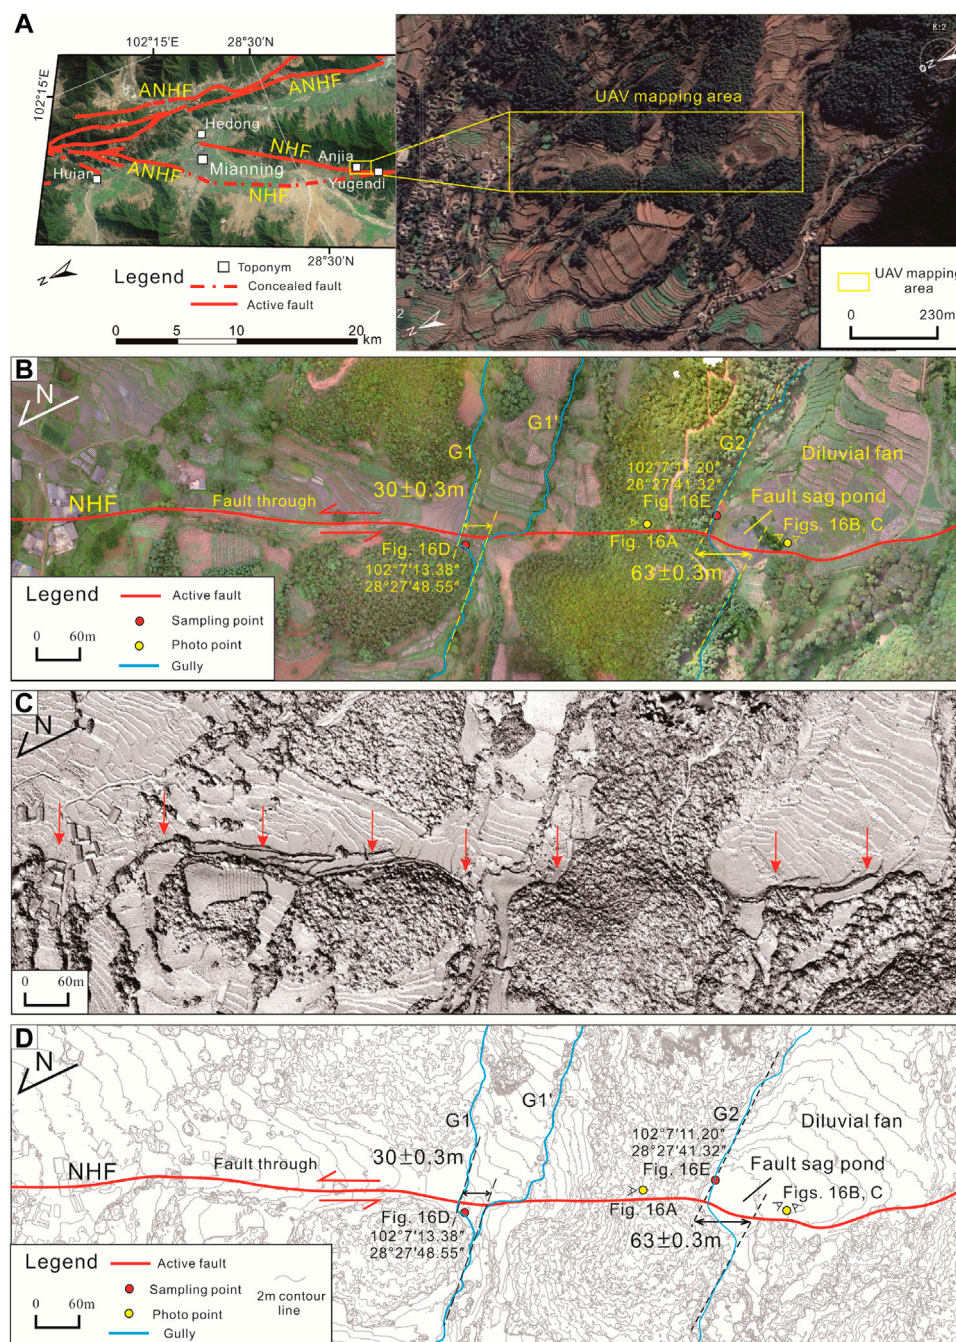 A
102°15′E
28°30′N
102°15′E
ANHF
ANHF
Hedong
NHF
Anjia
Mianning
Huian
ANHF
NHF
Yugendi
28°30′N
N
Legend
Toponym
Concealed fault
Active fault
0 5 10 20
km
UAV mapping area
N
UAV mapping
area
0 230m
2
N
B
N
G1
G1'
G2
30±0.3m
102°7'11.20"
28°27'41.32"
Fig. 16E
Diluvial fan
Fault sag pond
Figs. 16B, C
NHF
Fault through
Fig. 16D
102°7'13.38"
28°27'48.55"
Fig. 16A
63±0.3m
Legend
Active fault
Sampling point
Photo point
Gully
0 60m
C
N
0 60m
D
N
G1
G1'
G2
30±0.3m
102°7'11.20"
28°27'41.32"
Fig. 16E
Diluvial fan
Fault sag pond
Figs. 16B, C
NHF
Fault through
Fig. 16D
102°7'13.38"
28°27'48.55"
Fig. 16A
63±0.3m
Legend
Active fault
Sampling point
Photo point
Gully
2m contour
line
0 60m